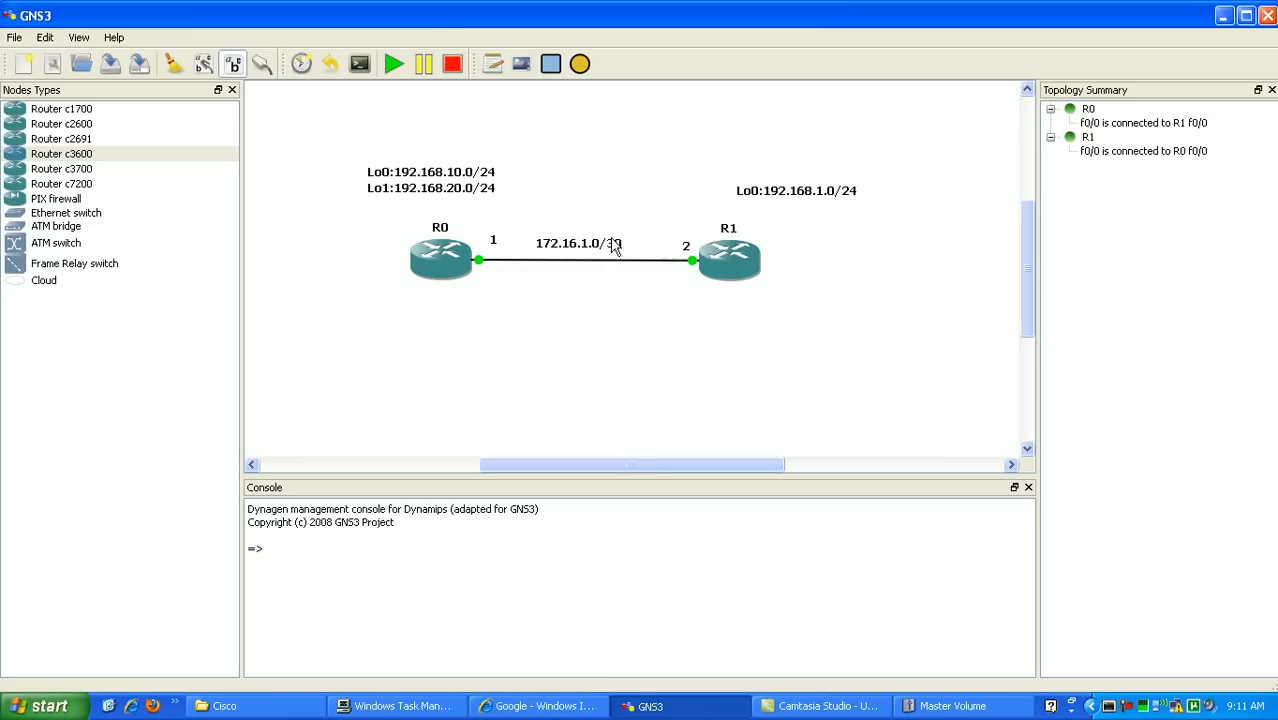 GNS3
File Edit View Help
Nodes Types
Router c1700
Router c2600
Router c2691
Router c3600
Router c3700
Router c7200
PIX firewall
Ethernet switch
ATM bridge
ATM switch
Frame Relay switch
Cloud
Lo0:192.168.10.0/24
Lo1:192.168.20.0/24
Lo0:192.168.1.0/24
R0
1
172.16.1.0/
2
R1
Console
Dynagen management console for Dynamips (adapted for GNS3)
Copyright (c) 2008 GNS3 Project
=>
Topology Summary
R0
f0/0 is connected to R1 f0/0
R1
f0/0 is connected to R0 f0/0
start
Cisco
Windows Task Man...
Google - Windows I...
GNS3
Camtasia Studio - U...
Master Volume
9:11 AM